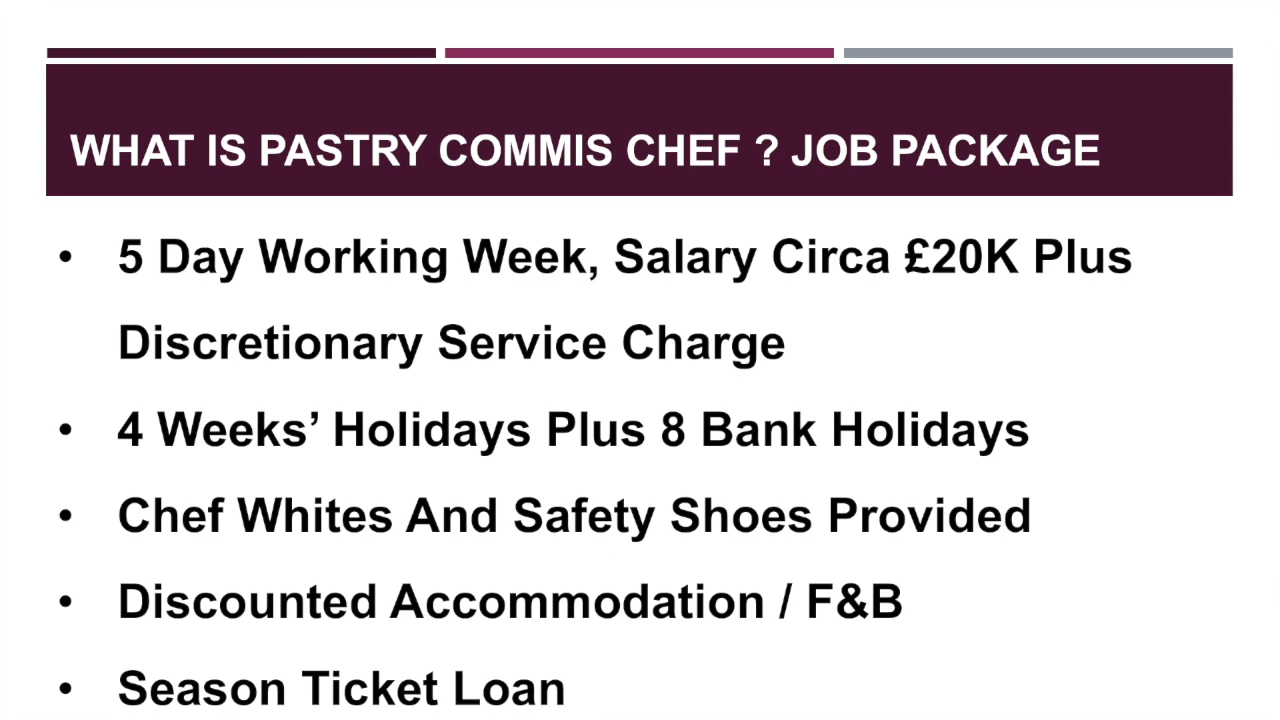 WHAT IS PASTRY COMMIS CHEF ? JOB PACKAGE
• 5 Day Working Week, Salary Circa £20K Plus
Discretionary Service Charge
• 4 Weeks’ Holidays Plus 8 Bank Holidays
• Chef Whites And Safety Shoes Provided
• Discounted Accommodation / F&B
• Season Ticket Loan